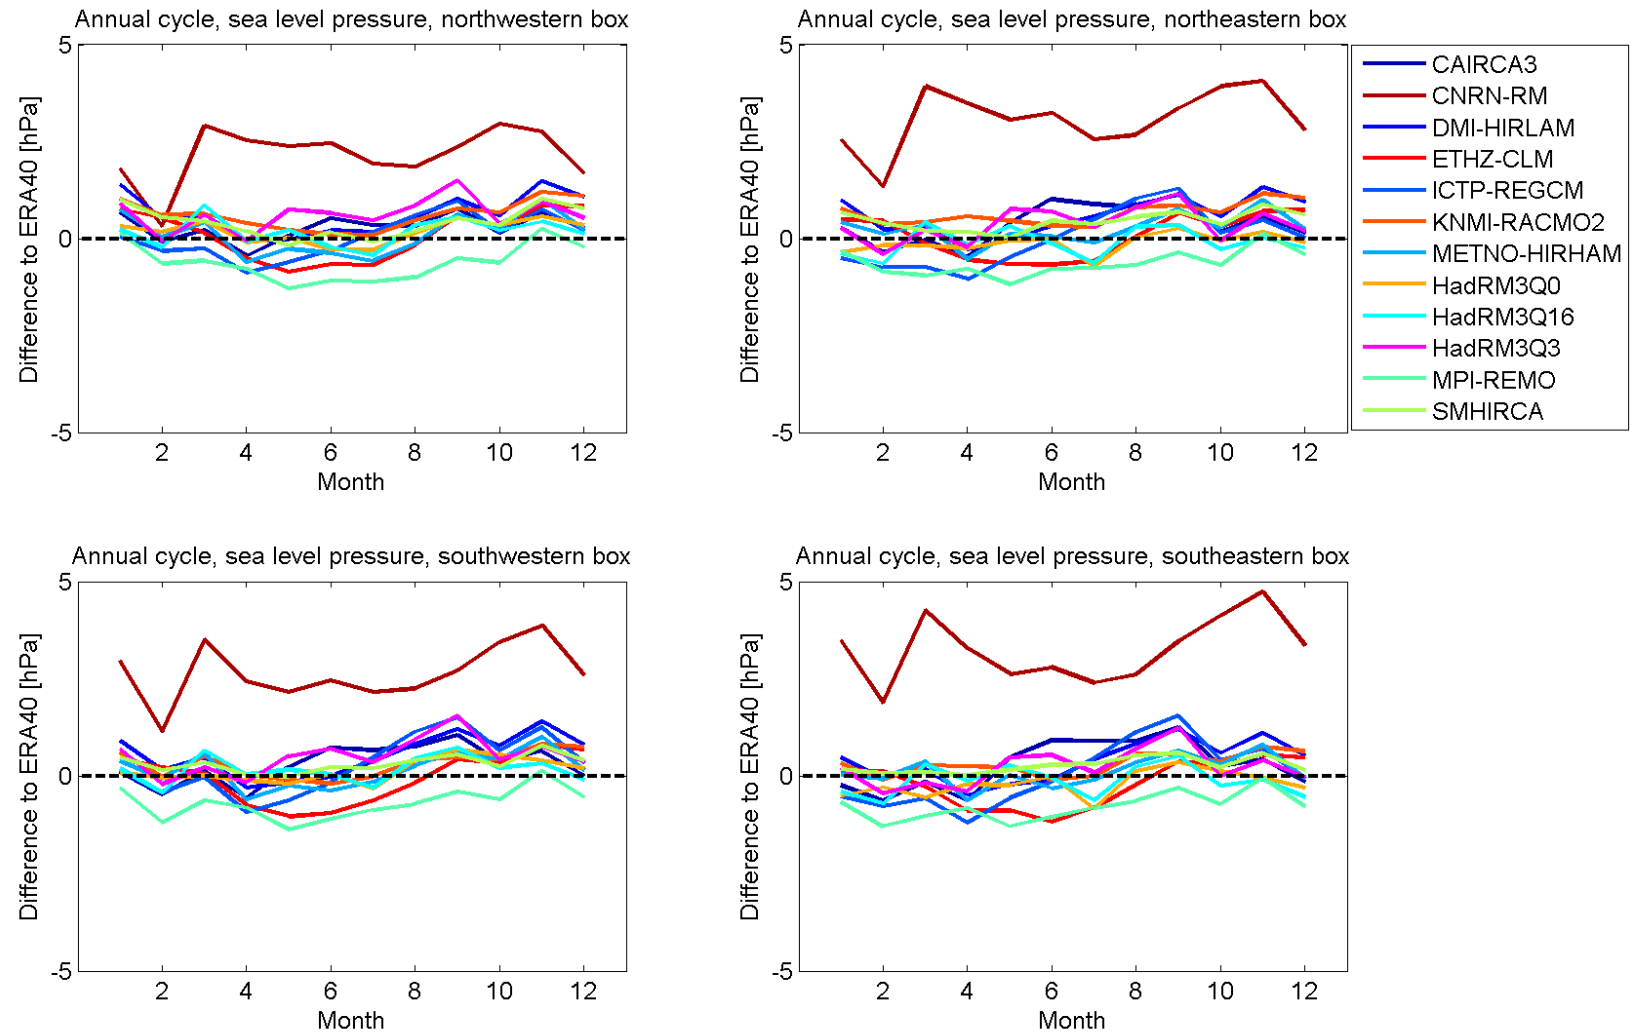 Annual cycle, sea level pressure, northwestern box
5
0
-5
Difference to ERA40 [hPa]
2 4 6 8 10 12
Month
Annual cycle, sea level pressure, northeastern box
5
0
-5
Difference to ERA40 [hPa]
2 4 6 8 10 12
Month
CAIRCA3
CNRN-RM
DMI-HIRLAM
ETHZ-CLM
ICTP-REGCM
KNMI-RACMO2
METNO-HIRHAM
HadRM3Q0
HadRM3Q16
HadRM3Q3
MPI-REMO
SMHIRCA
Annual cycle, sea level pressure, southwestern box
5
0
-5
Difference to ERA40 [hPa]
2 4 6 8 10 12
Month
Annual cycle, sea level pressure, southeastern box
5
0
-5
Difference to ERA40 [hPa]
2 4 6 8 10 12
Month